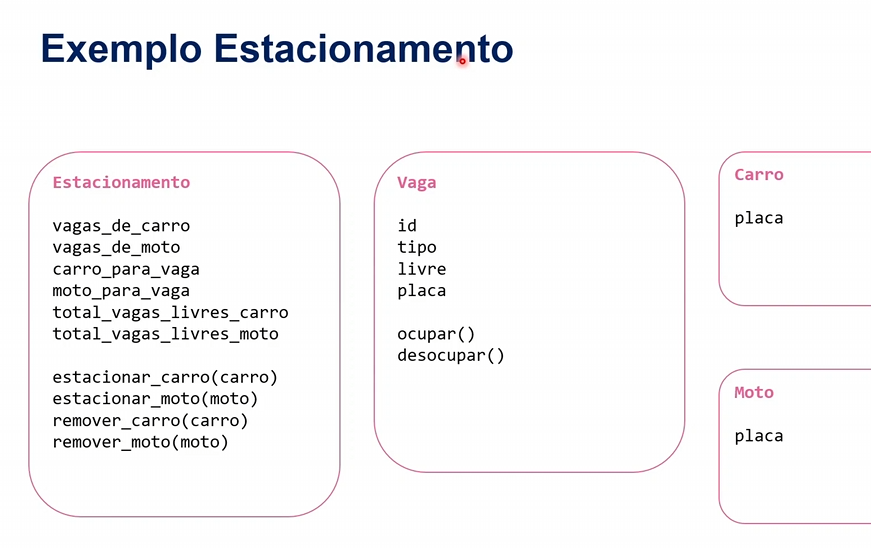 Exemplo Estacionamento
Estacionamento
vagas_de_carro
vagas_de_moto
carro_para_vaga
moto_para_vaga
total_vagas_livres_carro
total_vagas_livres_moto
estacionar_carro(carro)
estacionar_moto(moto)
remover_carro(carro)
remover_moto(moto)
Vaga
id
tipo
livre
placa
ocupar()
desocupar()
Carro
placa
Moto
placa